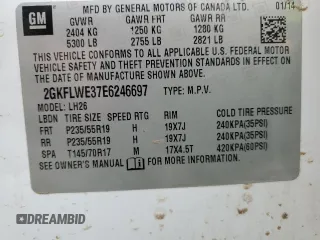 GM
MFD BY GENERAL MOTORS OF CANADA LTD. 01/14
GVWR GAWR FRT GAWR RR
2404 KG 1250 KG 1280 KG
5300 LB 2755 LB 2821 LB
THIS VEHICLE CONFORMS TO ALL APPLICABLE U.S.
FEDERAL MOTOR VEHICLE SAFETY, BUMPER, AND
THEFT PREVENTION STANDARDS IN EFFECT ON THE
DATE OF MANUFACTURE SHOWN ABOVE.
2GKFLWE37E6246697 TYPE: M.P.V.
MODEL: LH26
LBDN TIRE SIZE SPEED RTG RIM COLD TIRE PRESSURE
FRT P235/55R19 H 19X7J 240KPA(35PSI)
RR P235/55R19 H 19X7J 240KPA(35PSI)
SPA T145/70R17 M 17X4.5T 420KPA(60PSI)
SEE OWNER'S MANUAL FOR ADDITIONAL INFORMATION.
DREAMBID